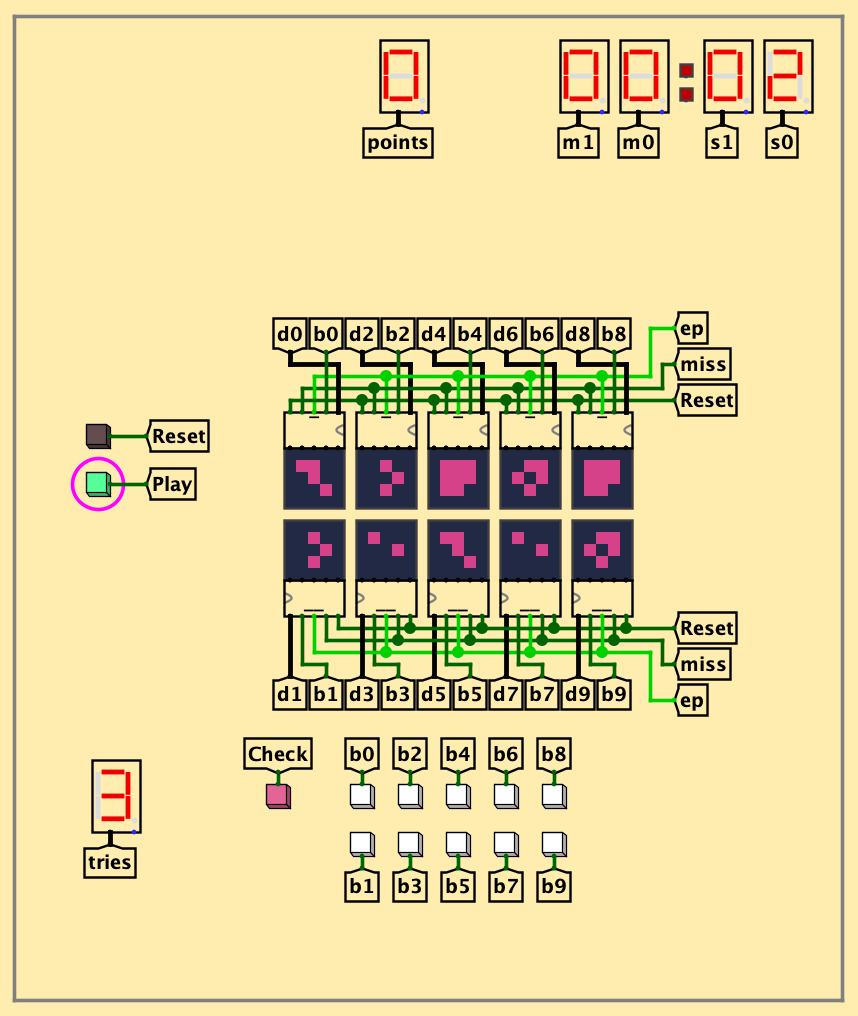 0 00:02
points m1 m0 s1 s0
d0 b0 d2 b2 d4 b4 d6 b6 d8 b8 ep
miss
Reset
Reset
Play
Reset
miss
d1 b1 d3 b3 d5 b5 d7 b7 d9 b9 ep
Check b0 b2 b4 b6 b8
3
tries
b1 b3 b5 b7 b9